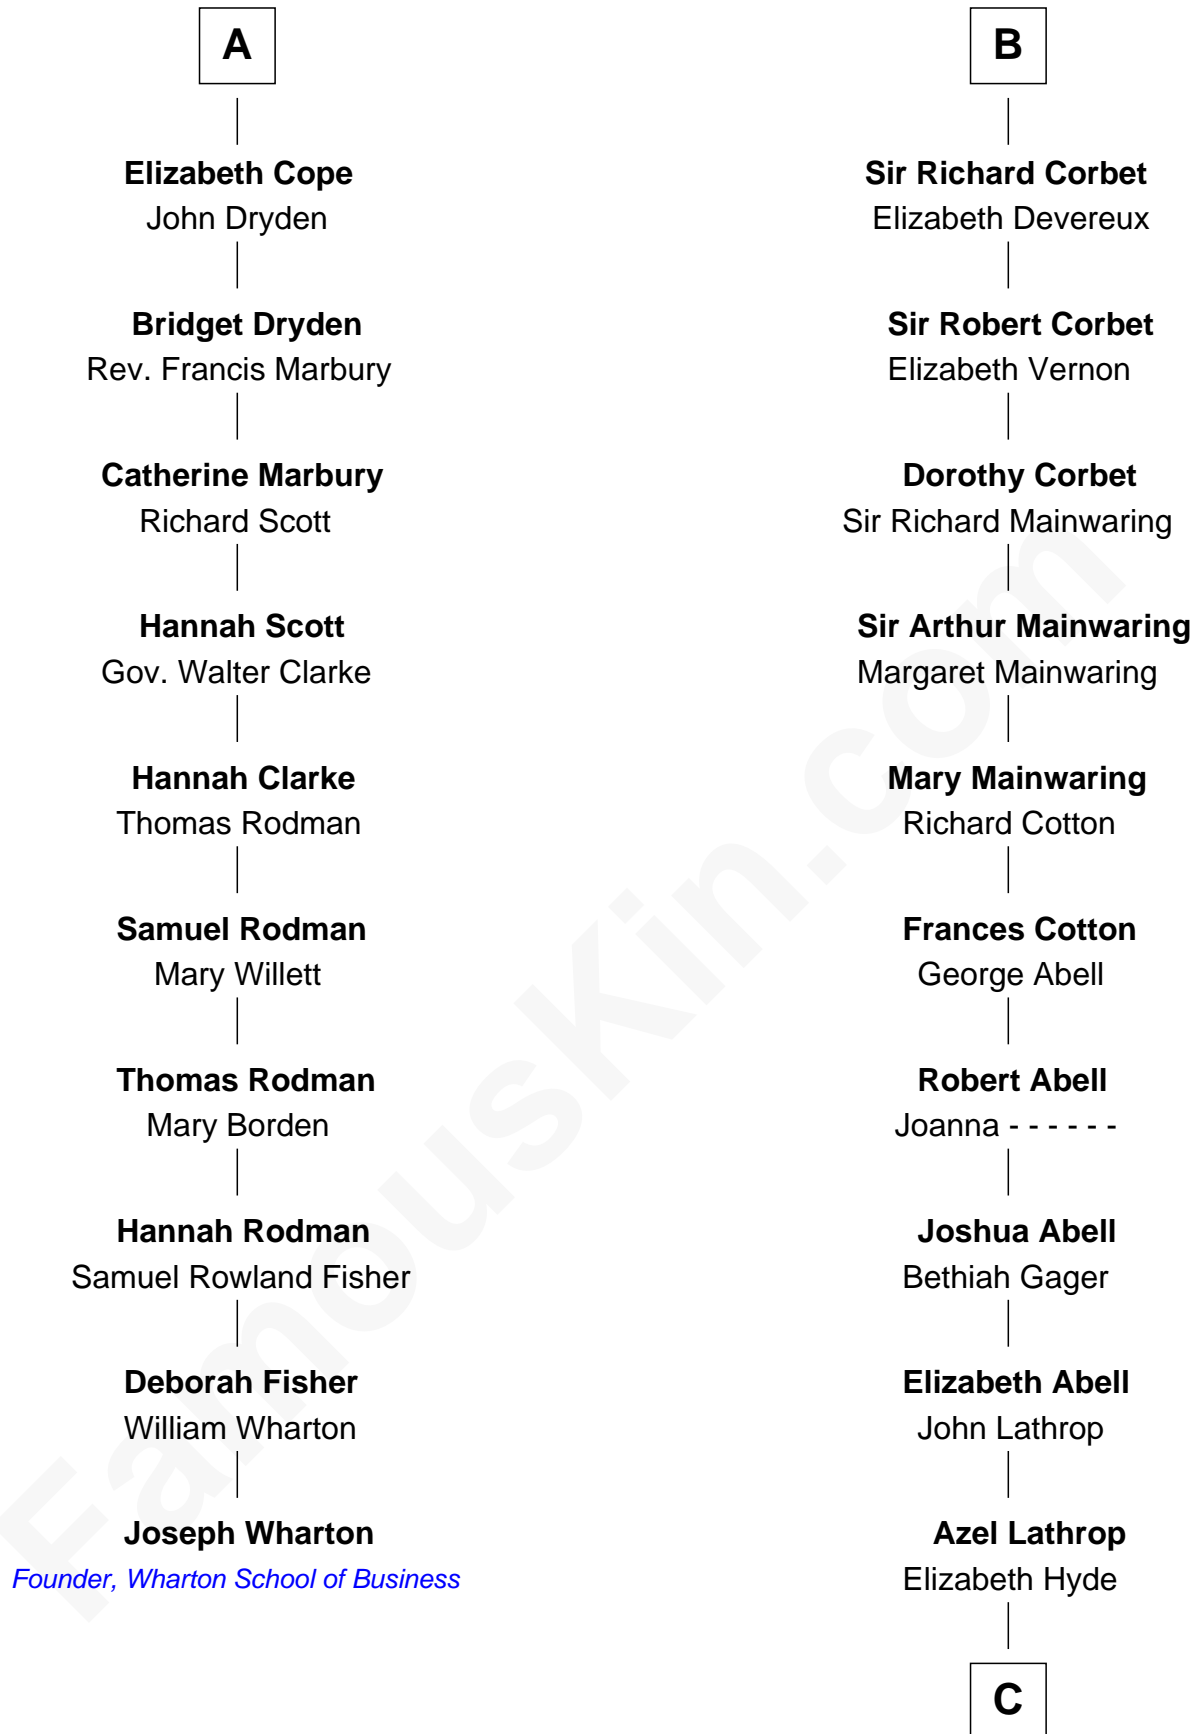 A
Elizabeth Cope
John Dryden
Bridget Dryden
Rev. Francis Marbury
Catherine Marbury
Richard Scott
Hannah Scott
Gov. Walter Clarke
Hannah Clarke
Thomas Rodman
Samuel Rodman
Mary Willett
Thomas Rodman
Mary Borden
Hannah Rodman
Samuel Rowland Fisher
Deborah Fisher
William Wharton
Joseph Wharton
Founder, Wharton School of Business
B
Sir Richard Corbet
Elizabeth Devereux
Sir Robert Corbet
Elizabeth Vernon
Dorothy Corbet
Sir Richard Mainwaring
Sir Arthur Mainwaring
Margaret Mainwaring
Mary Mainwaring
Richard Cotton
Frances Cotton
George Abell
Robert Abell
Joanna - - - - - -
Joshua Abell
Bethiah Gager
Elizabeth Abell
John Lathrop
Azel Lathrop
Elizabeth Hyde
C
FamousKin.com